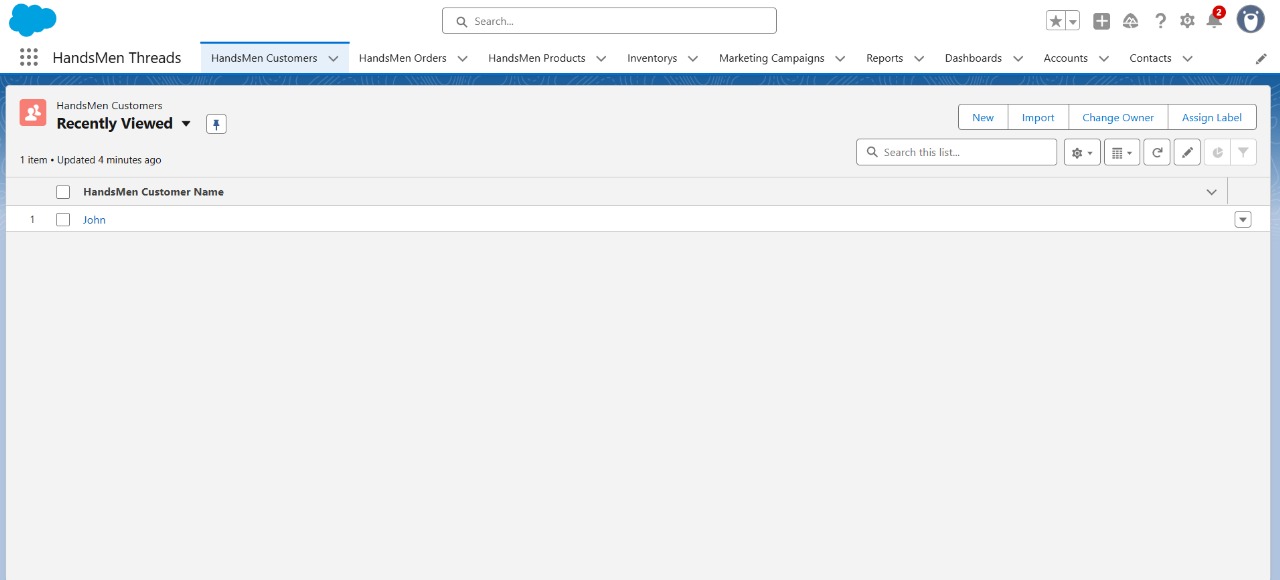 Search...
2
HandsMen Threads
HandsMen Customers
HandsMen Orders
HandsMen Products
Inventorys
Marketing Campaigns
Reports
Dashboards
Accounts
Contacts
HandsMen Customers
Recently Viewed
New
Import
Change Owner
Assign Label
1 item • Updated 4 minutes ago
Search this list...
HandsMen Customer Name
1
John